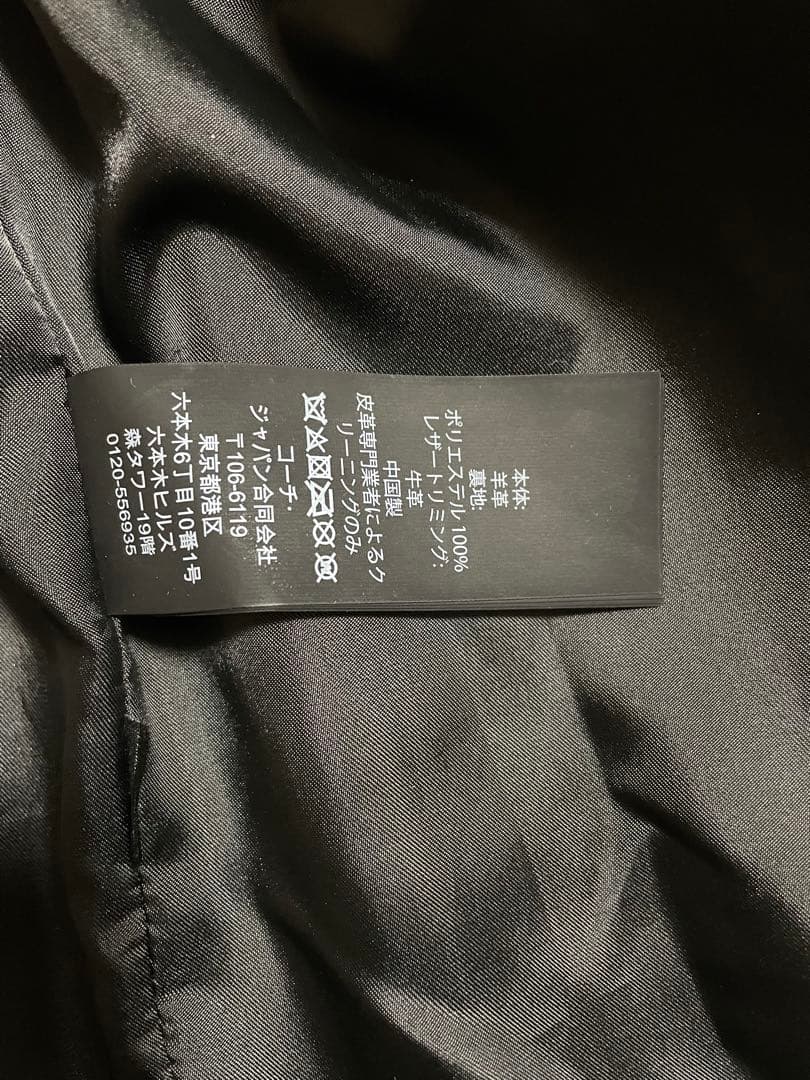 本体:
羊革
裏地:
ポリエステル 100%
レザートリミング:
牛革
中国製
皮革専門業者によるク
リーニングのみ
コーチ・
ジャパン合同会社
〒106-6119
東京都港区
六本木6丁目10番1号
六本木ヒルズ
森タワー19階
0120-556935